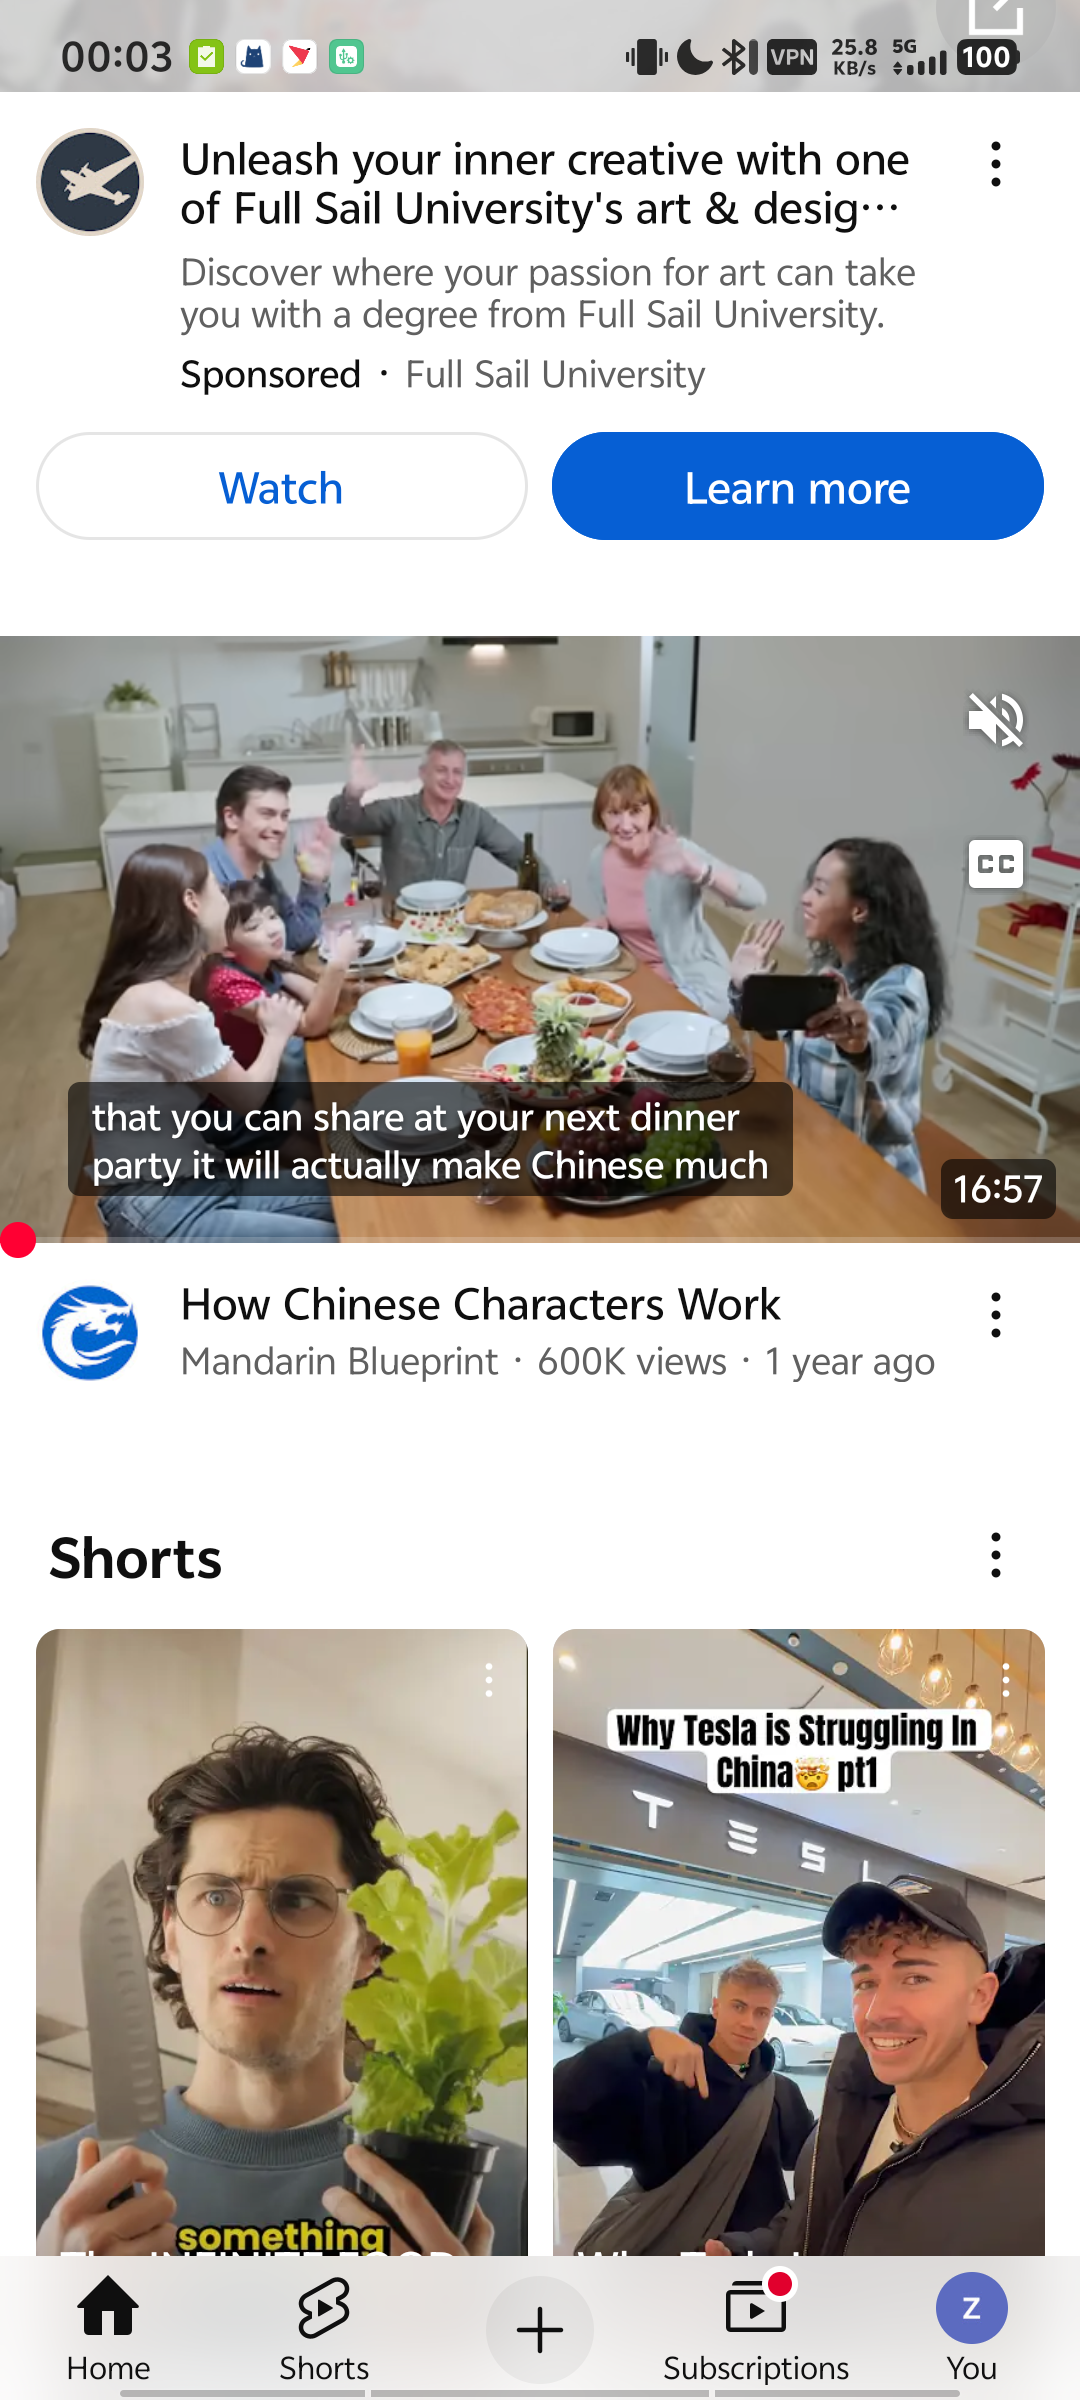 00:03
VPN
25.8
KB/s
5G
100
Unleash your inner creative with one
of Full Sail University's art & desig…
Discover where your passion for art can take
you with a degree from Full Sail University.
Sponsored · Full Sail University
Watch
Learn more
CC
that you can share at your next dinner
party it will actually make Chinese much
16:57
How Chinese Characters Work
Mandarin Blueprint · 600K views · 1 year ago
Shorts
something
Why Tesla is Struggling In
China🤯 pt1
TESL
Home
Shorts
Subscriptions
Z
You